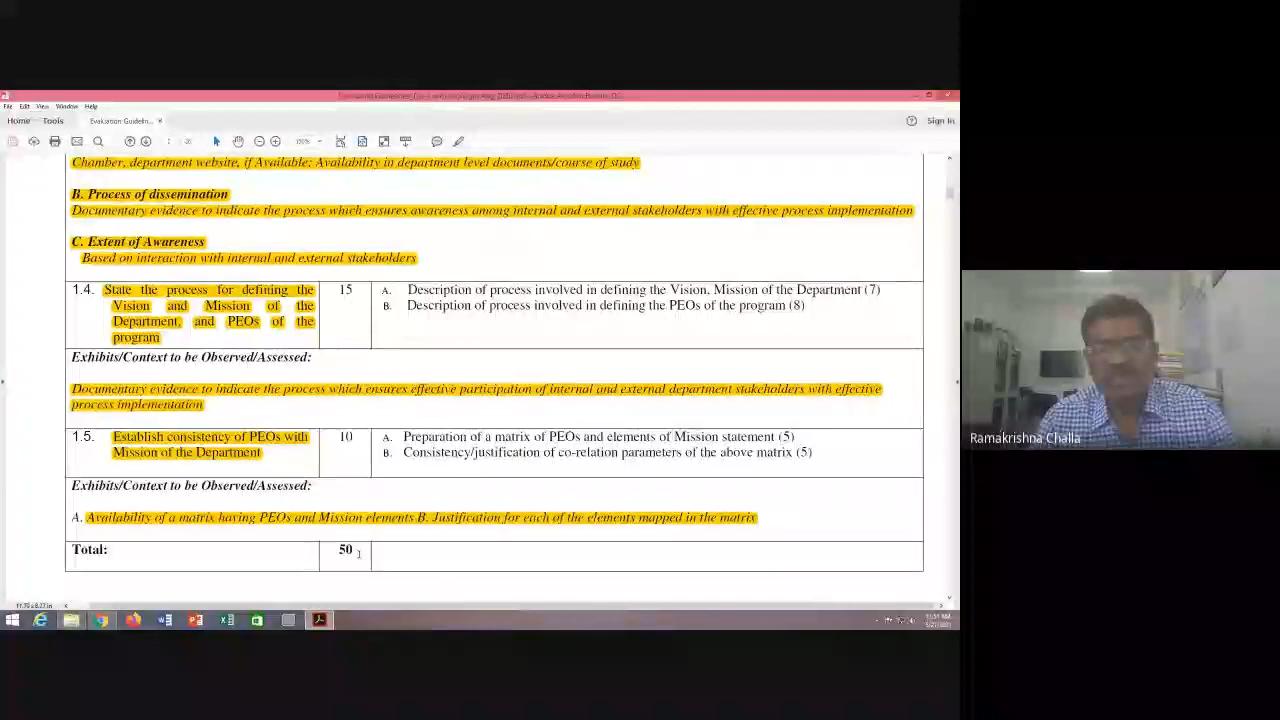 File Edit View Window Help
Home Tools Evaluation Guidelin... × Sign In
Chamber, department website, if Available; Availability in department level documents/course of study
B. Process of dissemination
Documentary evidence to indicate the process which ensures awareness among internal and external stakeholders with effective process implementation
C. Extent of Awareness
Based on interaction with internal and external stakeholders
1.4. State the process for defining the 15 A. Description of process involved in defining the Vision, Mission of the Department (7)
Vision and Mission of the B. Description of process involved in defining the PEOs of the program (8)
Department, and PEOs of the
program
Exhibits/Context to be Observed/Assessed:
Documentary evidence to indicate the process which ensures effective participation of internal and external department stakeholders with effective
process implementation
1.5. Establish consistency of PEOs with 10 A. Preparation of a matrix of PEOs and elements of Mission statement (5)
Mission of the Department B. Consistency/justification of co-relation parameters of the above matrix (5)
Exhibits/Context to be Observed/Assessed:
A. Availability of a matrix having PEOs and Mission elements B. Justification for each of the elements mapped in the matrix
Total: 50
Ramakrishna Challa